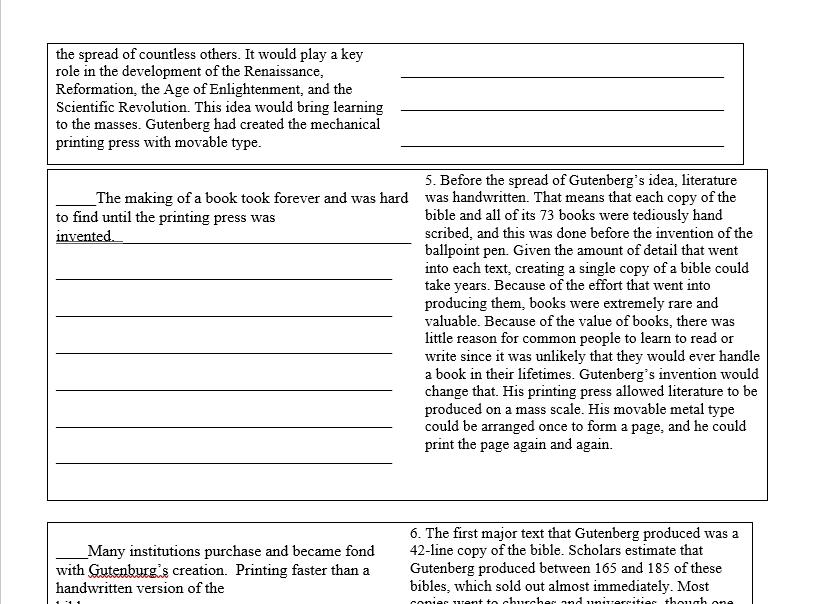 the spread of countless others. It would play a key
role in the development of the Renaissance,
Reformation, the Age of Enlightenment, and the
Scientific Revolution. This idea would bring learning
to the masses. Gutenberg had created the mechanical
printing press with movable type.
_____The making of a book took forever and was hard
to find until the printing press was
invented.
5. Before the spread of Gutenberg's idea, literature
was handwritten. That means that each copy of the
bible and all of its 73 books were tediously hand
scribed, and this was done before the invention of the
ballpoint pen. Given the amount of detail that went
into each text, creating a single copy of a bible could
take years. Because of the effort that went into
producing them, books were extremely rare and
valuable. Because of the value of books, there was
little reason for common people to learn to read or
write since it was unlikely that they would ever handle
a book in their lifetimes. Gutenberg's invention would
change that. His printing press allowed literature to be
produced on a mass scale. His movable metal type
could be arranged once to form a page, and he could
print the page again and again.
____Many institutions purchase and became fond
with Gutenburg's creation.  Printing faster than a
handwritten version of the
6. The first major text that Gutenberg produced was a
42-line copy of the bible. Scholars estimate that
Gutenberg produced between 165 and 185 of these
bibles, which sold out almost immediately. Most
copies went to churches and universities, though one